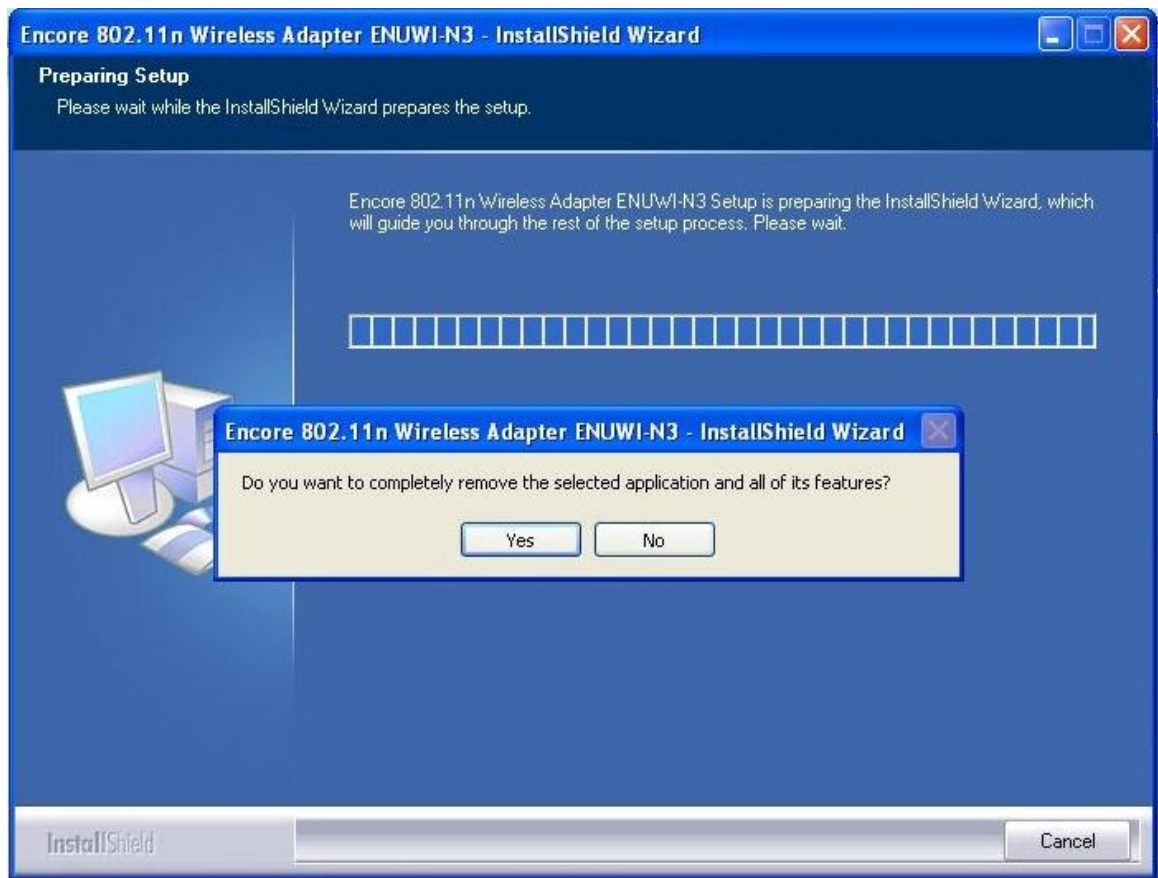 Encore 802.11n Wireless Adapter ENUWI-N3 - InstallShield Wizard
Preparing Setup
Please wait while the InstallShield Wizard prepares the setup.
Encore 802.11n Wireless Adapter ENUWI-N3 Setup is preparing the InstallShield Wizard, which
will guide you through the rest of the setup process. Please wait.
Encore 802.11n Wireless Adapter ENUWI-N3 - InstallShield Wizard
Do you want to completely remove the selected application and all of its features?
Yes No
InstallShield
Cancel